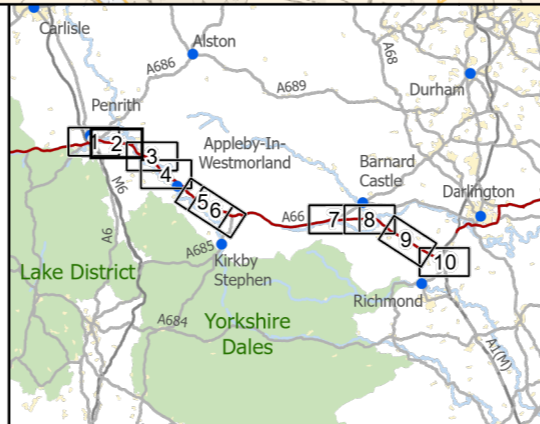 Carlisle
Alston
A68
A686
A689
Durham
Penrith
Appleby-In-
Westmorland
Barnard
Castle
Darlington
1
2
3
4
5
6
7
8
9
10
M6
A66
A6
A685
Kirkby
Stephen
Lake District
Richmond
A684
Yorkshire
Dales
A1(M)